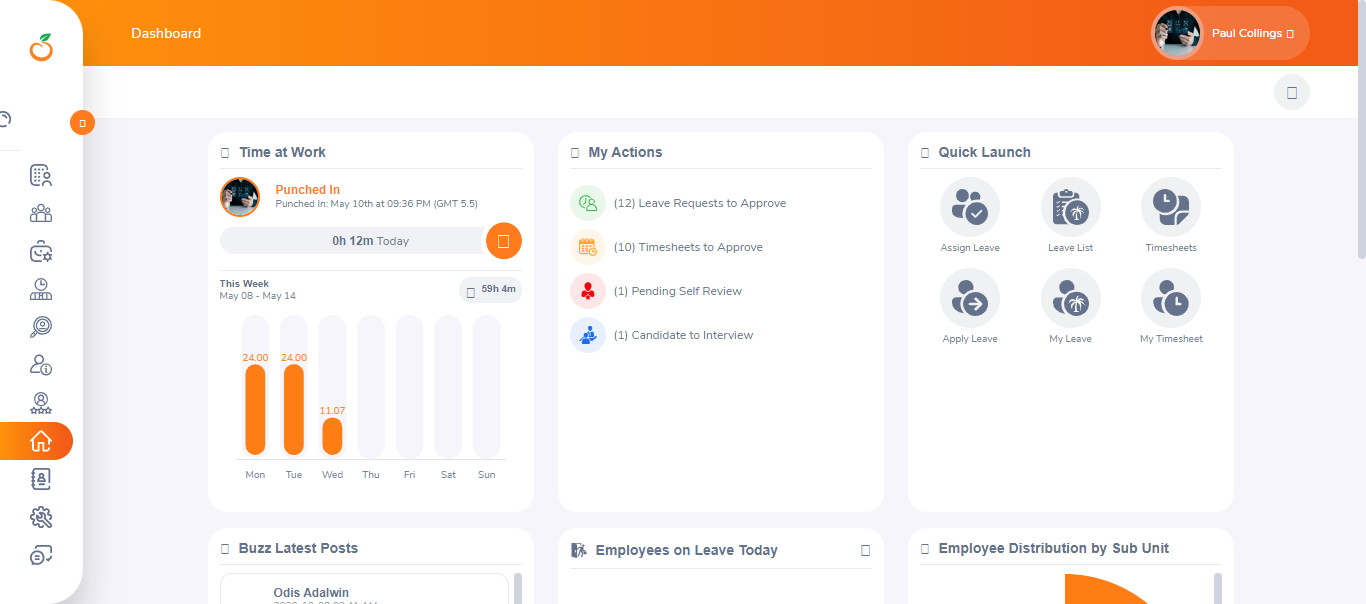 Dashboard
Paul Collings
Time at Work
Punched In
Punched In: May 10th at 09:36 PM (GMT 5.5)
0h 12m Today
This Week
May 08 - May 14
59h 4m
24.00
24.00
11.07
Mon
Tue
Wed
Thu
Fri
Sat
Sun
My Actions
(12) Leave Requests to Approve
(10) Timesheets to Approve
(1) Pending Self Review
(1) Candidate to Interview
Quick Launch
Assign Leave
Leave List
Timesheets
Apply Leave
My Leave
My Timesheet
Buzz Latest Posts
Odis Adalwin
Employees on Leave Today
Employee Distribution by Sub Unit